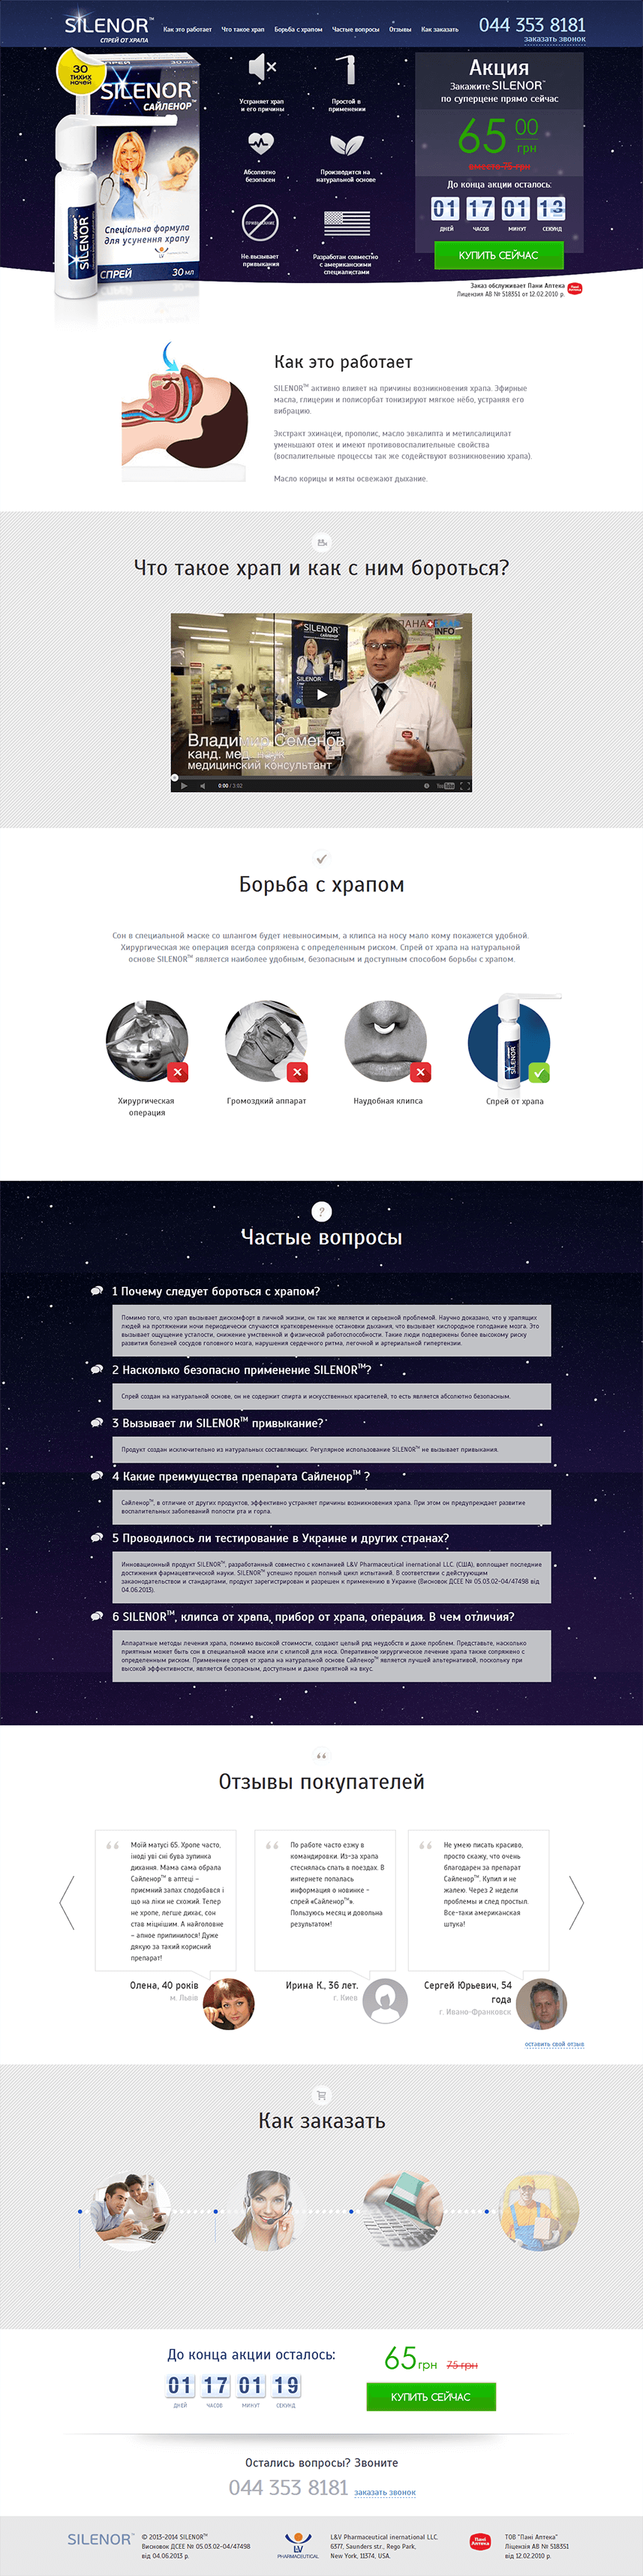 SILENOR™
СПРЕЙ ОТ ХРАПА
Как это работает Что такое храп Борьба с храпом Частые вопросы Отзывы Как заказать
044 353 8181
заказать звонок
30
ТИХИХ
НОЧЕЙ
SILENOR™
САЙЛЕНОР™
Спеціольна формула
для усунення храпу
LV
СПРЕЙ
30 МЛ
SILENOR
САЙЛЕНОР
Устраняет храп
и его причины
Простой в
применении
Абсолютно
безопасен
Производится на
натуральной основе
ПРИВЫКАНИЕ
Не вызывает
привыкания
Разработан совместно
с американскими
специалистами
Акция
Закажите SILENOR™
по суперцене прямо сейчас
65 00
грн
вместо 75 грн
До конца акции осталось:
01 17 01 13
ДНЕЙ ЧАСОВ МИНУТ СЕКУНД
КУПИТЬ СЕЙЧАС
Заказ обслуживает Пани Аптека
Лицензия АВ № 518351 от 12.02.2010 р.
Пані Аптека
Как это работает
SILENOR™ активно влияет на причины возникновения храпа. Эфирные
масла, глицерин и полисорбат тонизируют мягкое нёбо, устраняя его
вибрацию.
Экстракт эхинацеи, прополис, масло эвкалипта и метилсалицилат
уменьшают отек и имеют противовоспалительные свойства
(воспалительные процессы так же содействуют возникновению храпа).
Масло корицы и мяты освежают дыхание.
Что такое храп и как с ним бороться?
SILENOR
INFO
Владимир Семенов
канд. мед. наук
медицинский консультант
0:00 / 3:02
YouTube
Борьба с храпом
Сон в специальной маске со шлангом будет невыносимым, а клипса на носу мало кому покажется удобной.
Хирургическая же операция всегда сопряжена с определенным риском. Спрей от храпа на натуральной
основе SILENOR™ является наиболее удобным, безопасным и доступным способом борьбы с храпом.
SILENOR
Хирургическая
операция
Громоздкий аппарат
Наудобная клипса
Спрей от храпа
?
Частые вопросы
1 Почему следует бороться с храпом?
Помимо того, что храп вызывает дискомфорт в личной жизни, он так же является и серьезной проблемой. Научно доказано, что у храпящих
людей на протяжении ночи периодически случаются кратковременные остановки дыхания, что вызывает кислородное голодание мозга. Это
вызывает ощущение усталости, снижение умственной и физической работоспособности. Такие люди подвержены более высокому риску
развития болезней сосудов головного мозга, нарушения сердечного ритма, легочной и артериальной гипертензии.
2 Насколько безопасно применение SILENOR™?
Спрей создан на натуральной основе, он не содержит спирта и искусственных красителей, то есть является абсолютно безопасным.
3 Вызывает ли SILENOR™ привыкание?
Продукт создан исключительно из натуральных составляющих. Регулярное использование SILENOR™ не вызывает привыкания.
4 Какие преимущества препарата Сайленор™ ?
Сайленор™, в отличие от других продуктов, эффективно устраняет причины возникновения храпа. При этом он предупреждает развитие
воспалительных заболеваний полости рта и горла.
5 Проводилось ли тестирование в Украине и других странах?
Инновационный продукт SILENOR™, разработанный совместно с компанией L&V Pharmaceutical inernational LLC. (США), воплощает последние
достижения фармацевтической науки. SILENOR™ успешно прошел полный цикл испытаний. В соответствии с действующим
законодательством и стандартами, продукт зарегистрирован и разрешен к применению в Украине (Висновок ДСЕЕ № 05.03.02-04/47498 від
04.06.2013).
6 SILENOR™, клипса от храпа, прибор от храпа, операция. В чем отличия?
Аппаратные методы лечения храпа, помимо высокой стоимости, создают целый ряд неудобств и даже проблем. Представьте, насколько
приятным может быть сон в специальной маске или с клипсой для носа. Оперативное хирургическое лечение храпа также сопряжено с
определенным риском. Применение спрея от храпа на натуральной основе Сайленор™ является лучшей альтернативой, поскольку при
высокой эффективности, является безопасным, доступным и даже приятной на вкус.
Отзывы покупателей
Моїй матусі 65. Хропе часто,
іноді уві сні бува зупинка
дихання. Мама сама обрала
Сайленор™ в аптеці –
приємний запах сподобався і
що на ліки не схожий. Тепер
не хропе, легше дихає, сон
став міцнішим. А найголовне
– апное припинилося! Дуже
дякую за такий корисний
препарат!
Олена, 40 років
м. Львів
По работе часто езжу в
командировки. Из-за храпа
стеснялась спать в поездах. В
интернете попалась
информация о новинке -
спрей «Сайленор™».
Пользуюсь месяц и довольна
результатом!
Ирина К., 36 лет.
г. Киев
Не умею писать красиво,
просто скажу, что очень
благодарен за препарат
Сайленор™. Купил и не
жалею. Через 2 недели
проблемы и след простыл.
Все-таки американская
штука!
Сергей Юрьевич, 54
года
г. Ивано-Франковск
оставить свой отзыв
Как заказать
До конца акции осталось:
01 17 01 19
ДНЕЙ ЧАСОВ МИНУТ СЕКУНД
65 грн 75 грн
КУПИТЬ СЕЙЧАС
Остались вопросы? Звоните
044 353 8181 заказать звонок
SILENOR™
© 2013-2014 SILENOR™
Висновок ДСЕЕ № 05.03.02-04/47498
від 04.06.2013 р.
LV
PHARMACEUTICAL
L&V Pharmaceutical inernational LLC,
6377, Saunders str., Rego Park,
New York, 11374, USA.
Пані Аптека
ТОВ "Пані Аптека"
Ліцензія АВ № 518351
від 12.02.2010 р.